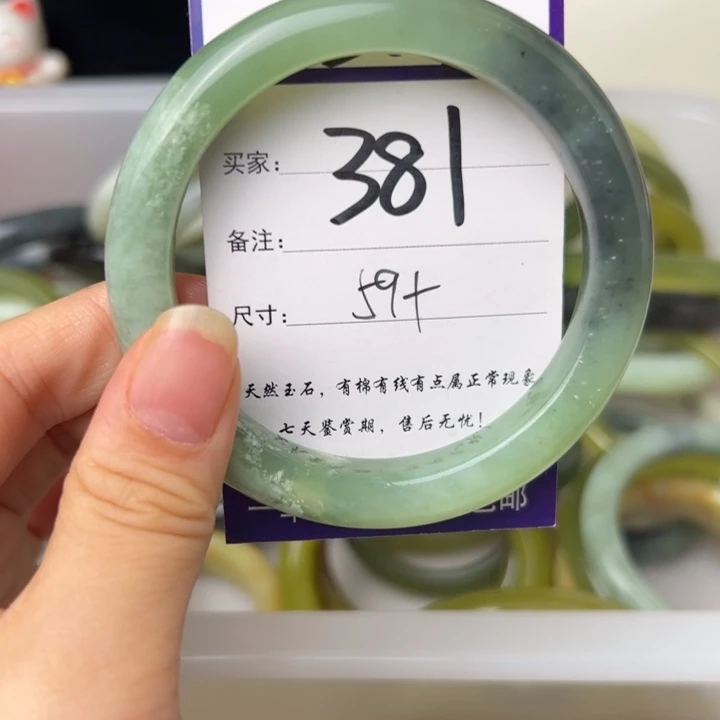 买家: 381
备注:
尺寸: 59+
天然玉石，有棉有线有点属正常现象
七天鉴赏期，售后无忧！